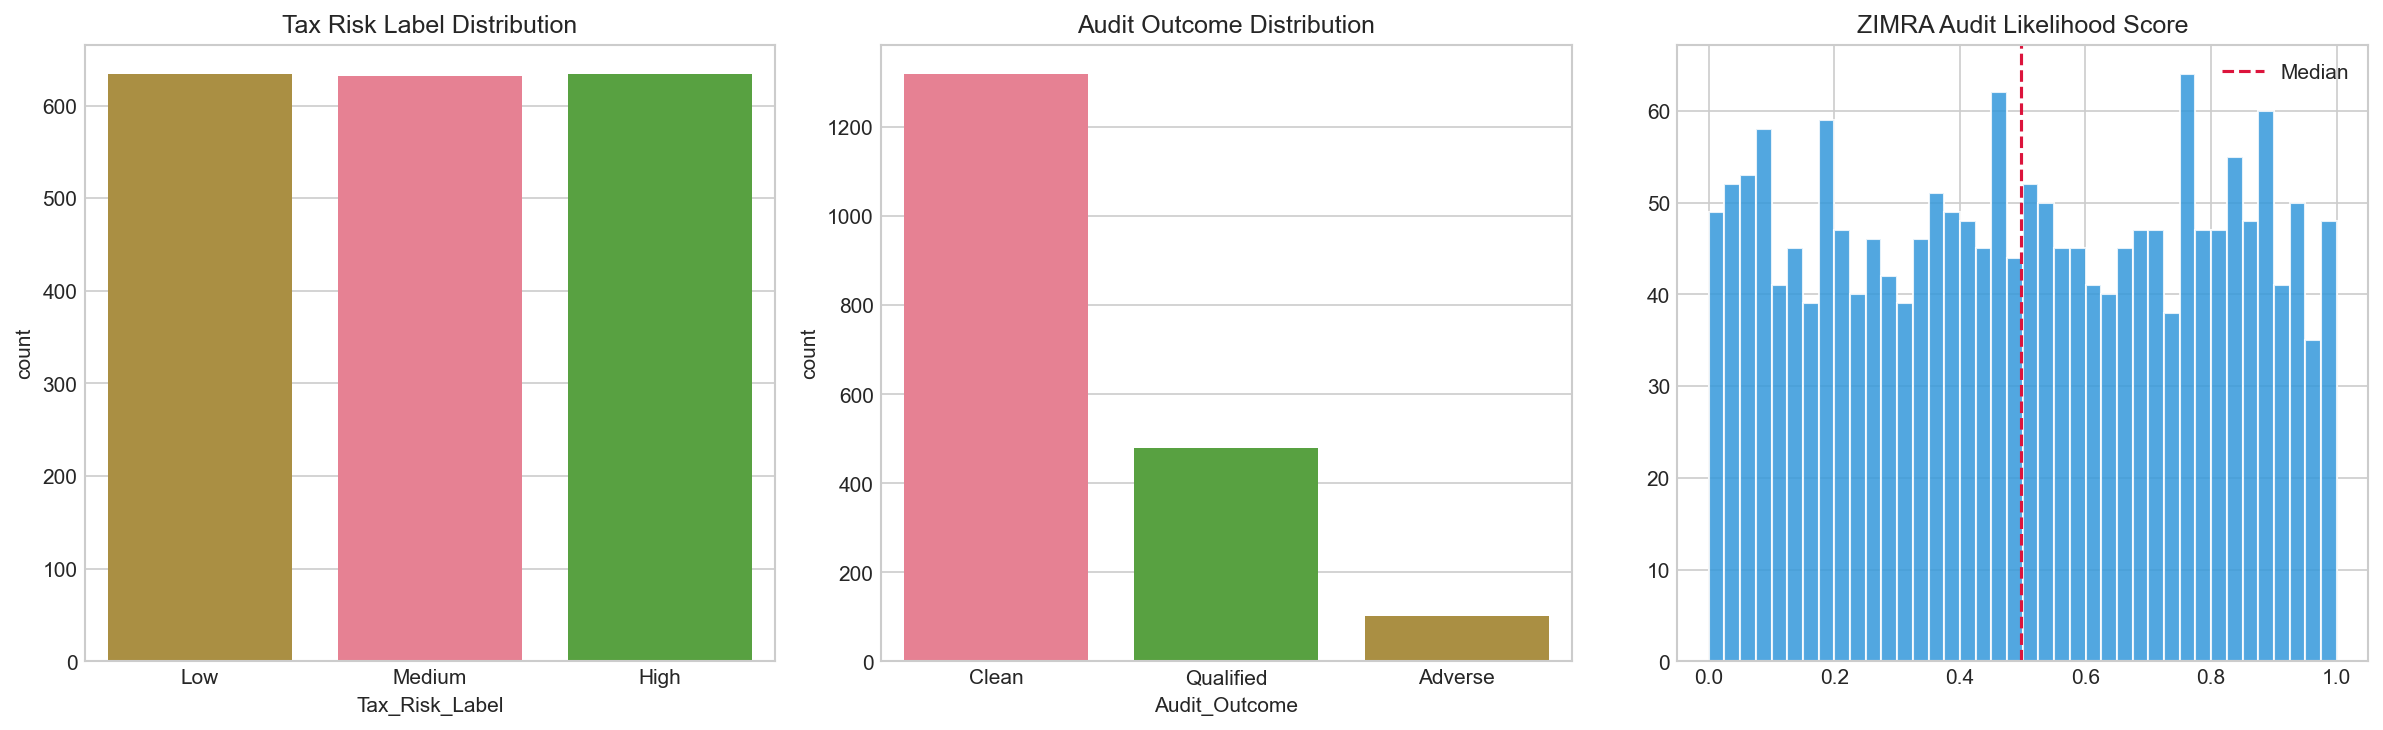 Tax Risk Label Distribution
600
500
400
300
200
100
0
count
Low Medium High
Tax_Risk_Label
Audit Outcome Distribution
1200
1000
800
600
400
200
0
count
Clean Qualified Adverse
Audit_Outcome
ZIMRA Audit Likelihood Score
Median
60
50
40
30
20
10
0
0.0 0.2 0.4 0.6 0.8 1.0